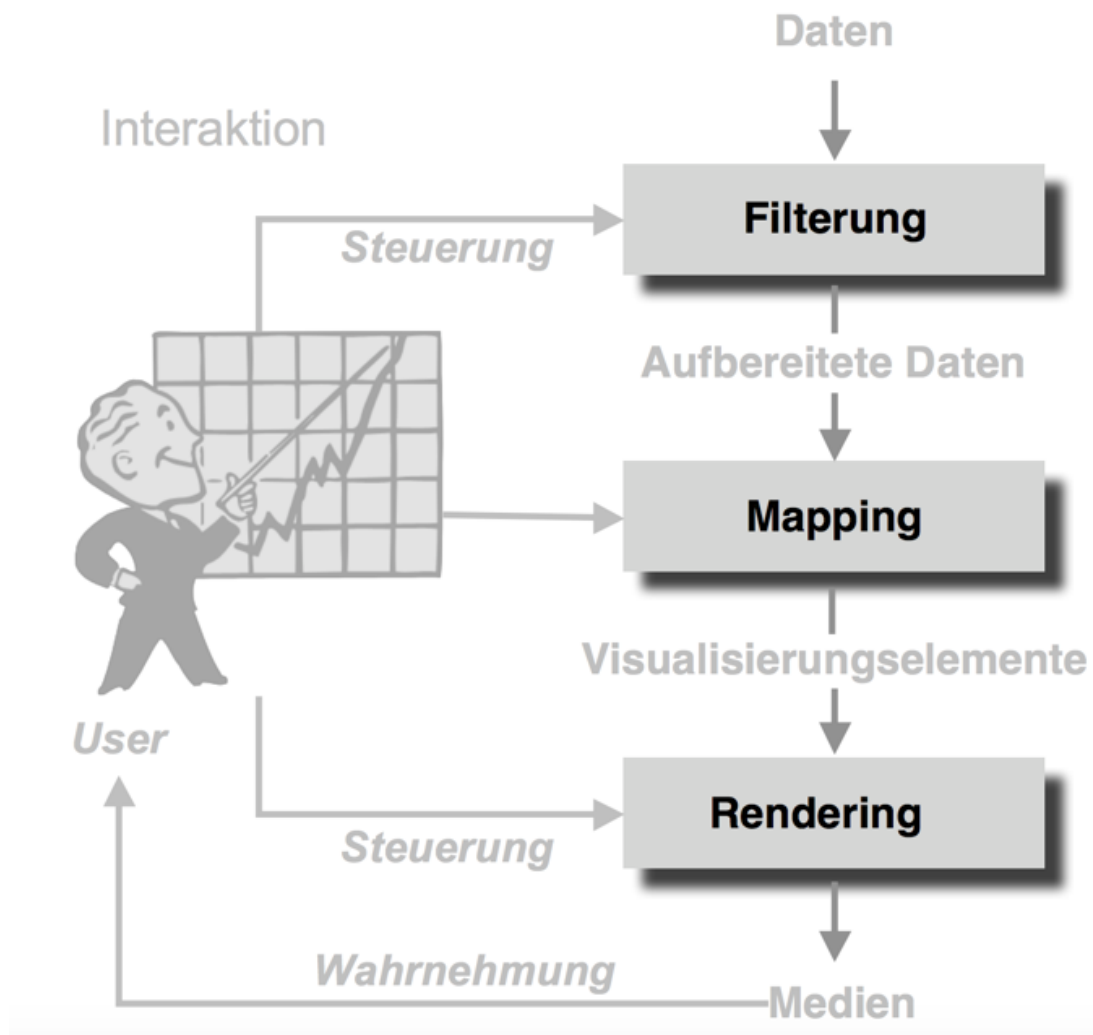 Daten
Interaktion
Filterung
Steuerung
Aufbereitete Daten
Mapping
Visualisierungselemente
User
Rendering
Steuerung
Wahrnehmung
Medien